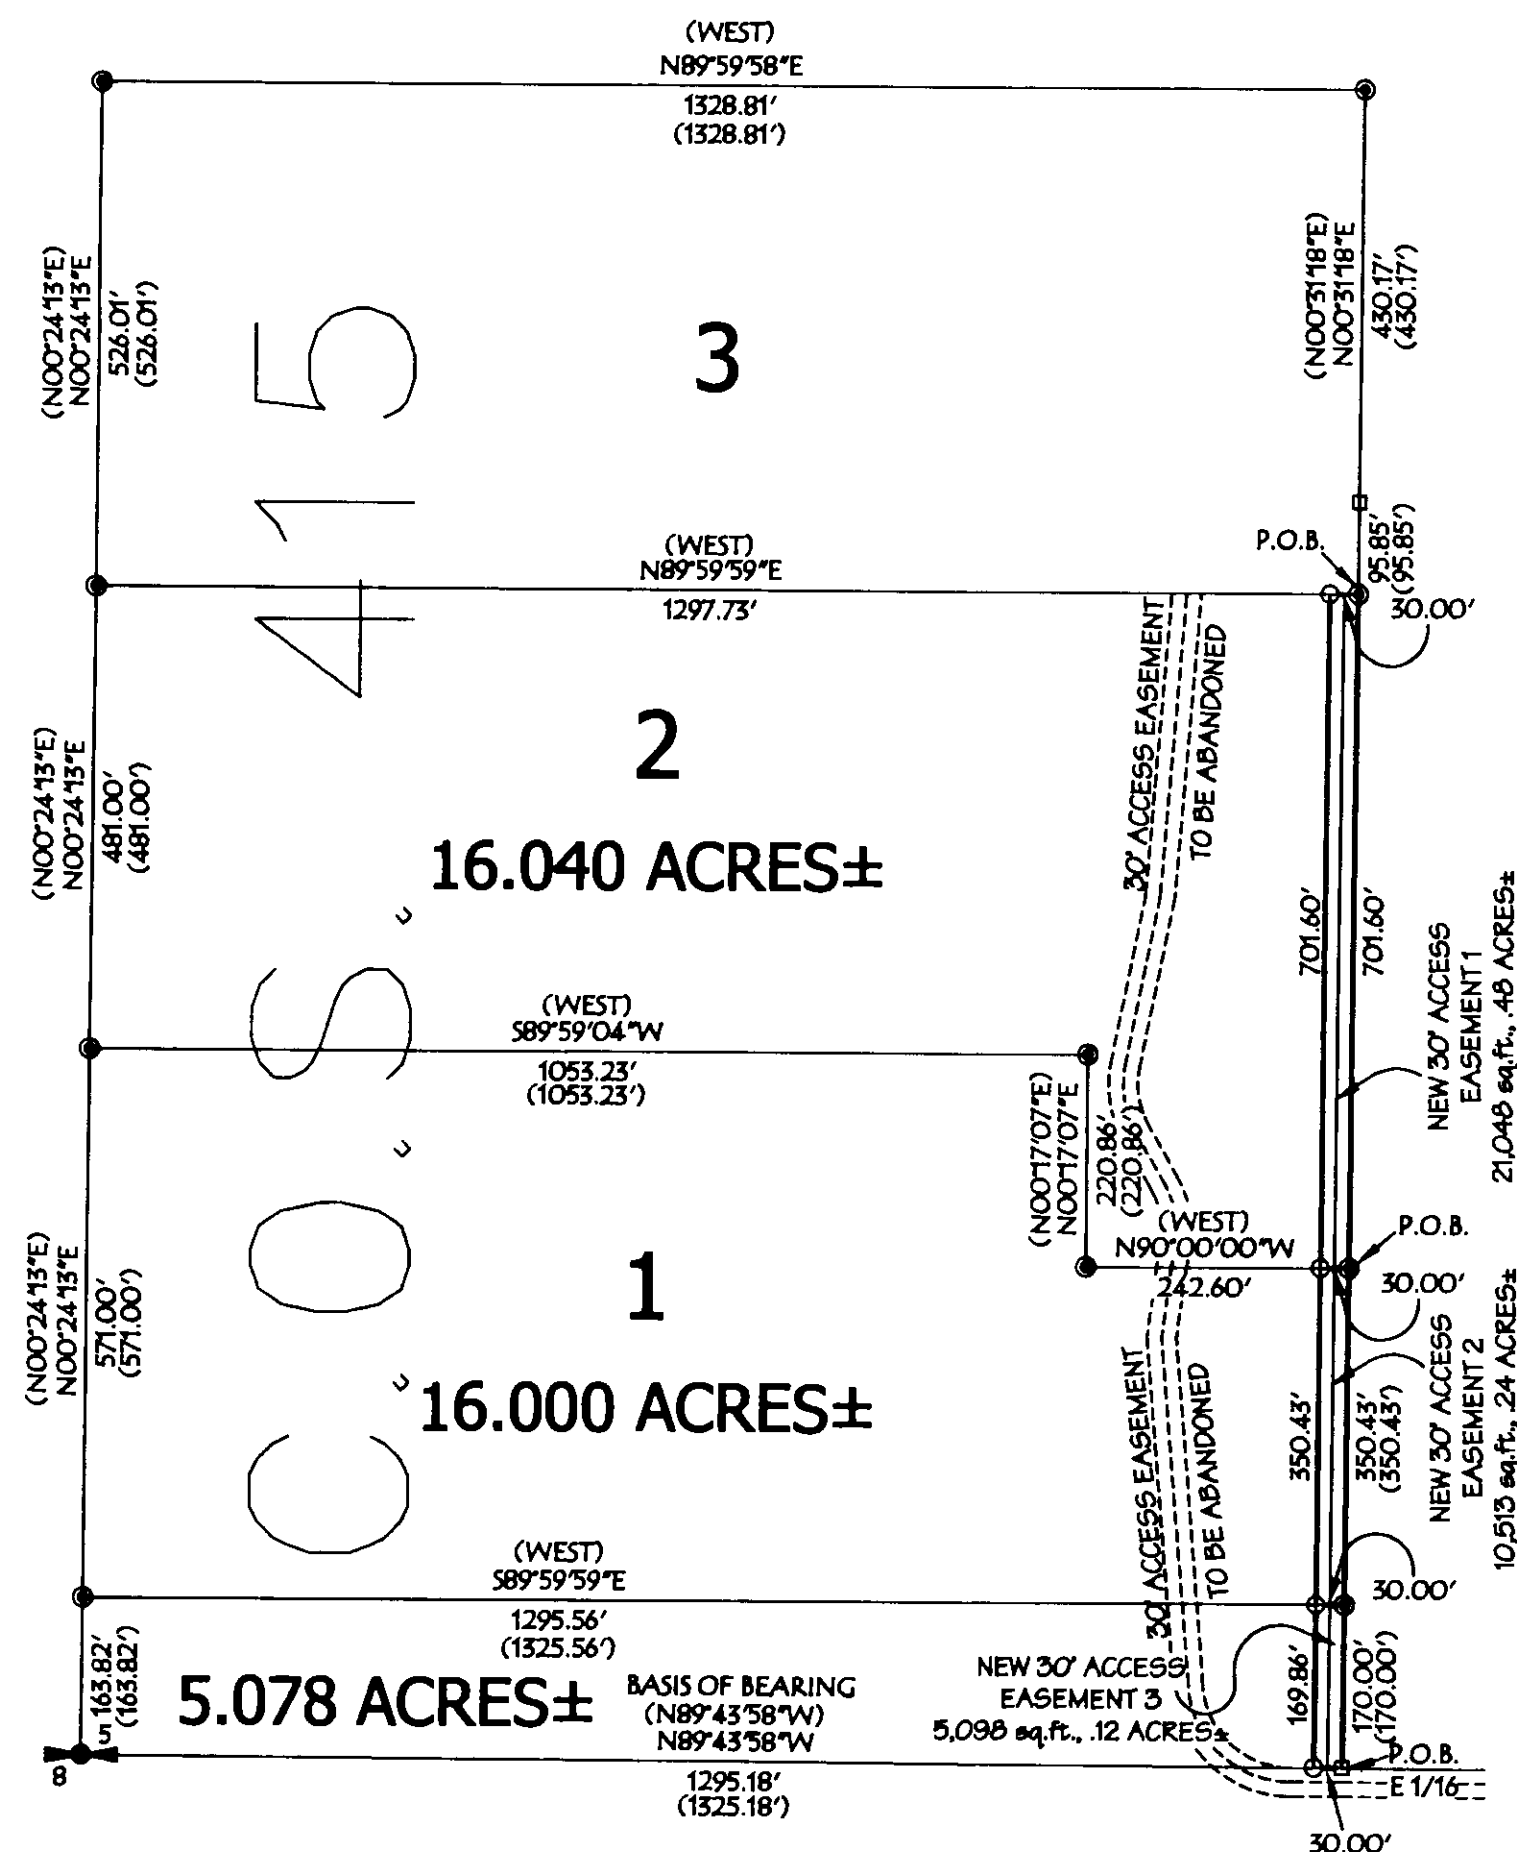 (WEST)
N89°59'58"E
1328.81'
(1328.81')
(N00°24'13"E)
N00°24'13"E
526.01'
(526.01')
(N00°31'18"E)
N00°31'18"E
430.17'
(430.17')
3
C.O.S. 415
(WEST)
N89°59'59"E
1297.73'
P.O.B.
95.85'
(95.85')
30.00'
(N00°24'13"E)
N00°24'13"E
481.00'
(481.00')
2
16.040 ACRES±
30' ACCESS EASEMENT
TO BE ABANDONED
701.60'
701.60'
NEW 30' ACCESS
EASEMENT 1
21,048 sq.ft., .48 ACRES±
(WEST)
S89°59'04"W
1053.23'
(1053.23')
(N00°17'07"E)
N00°17'07"E
220.86'
(220.86')
(WEST)
N90°00'00"W
242.60'
P.O.B.
30.00'
(N00°24'13"E)
N00°24'13"E
571.00'
(571.00')
1
16.000 ACRES±
30' ACCESS EASEMENT
TO BE ABANDONED
350.43'
350.43'
(350.43')
NEW 30' ACCESS
EASEMENT 2
10,513 sq.ft., .24 ACRES±
(WEST)
S89°59'59"E
1295.56'
(1325.56')
30.00'
163.82'
(163.82')
5.078 ACRES±
BASIS OF BEARING
(N89°43'58"W)
N89°43'58"W
1295.18'
(1325.18')
NEW 30' ACCESS
EASEMENT 3
5,098 sq.ft., .12 ACRES±
169.86'
170.00'
(170.00')
P.O.B.
E 1/16
5
8
30.00'